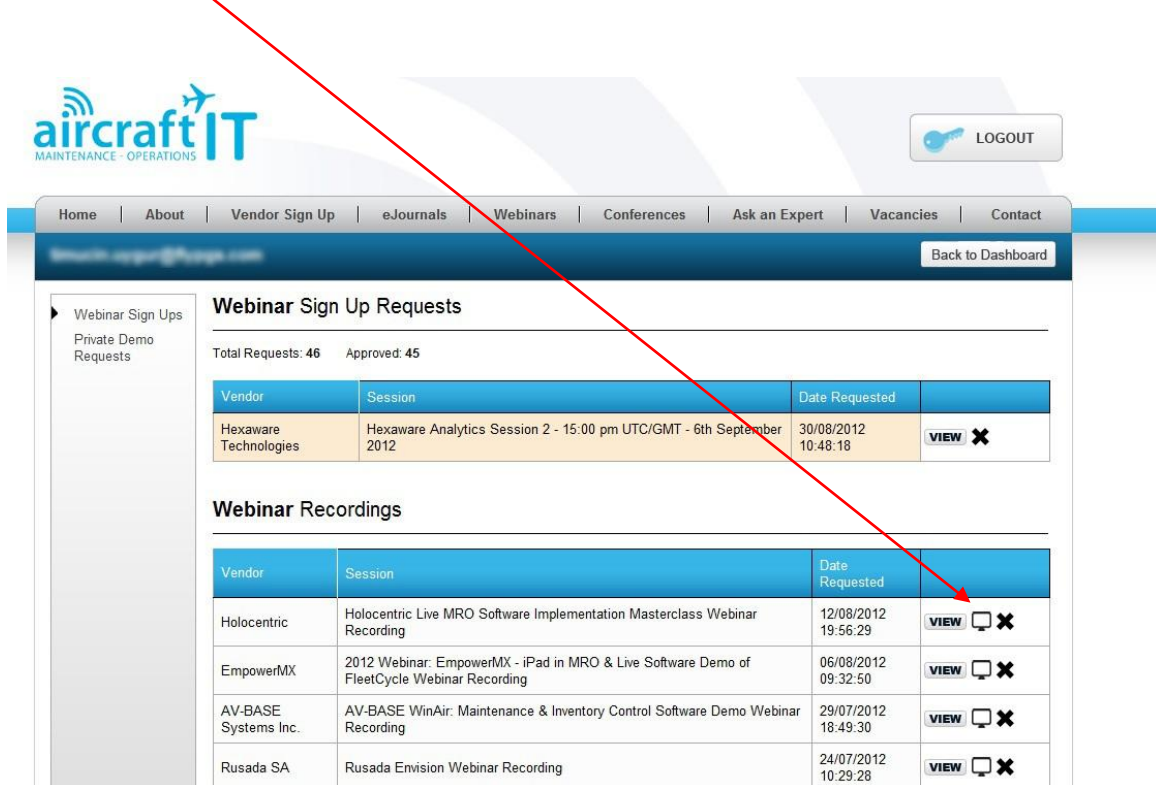 aircraft IT
MAINTENANCE - OPERATIONS
LOGOUT
Home | About | Vendor Sign Up | eJournals | Webinars | Conferences | Ask an Expert | Vacancies | Contact
Back to Dashboard
Webinar Sign Ups
Private Demo
Requests
Webinar Sign Up Requests
Total Requests: 46 Approved: 45
Vendor Session Date Requested
Hexaware Hexaware Analytics Session 2 - 15:00 pm UTC/GMT - 6th September 30/08/2012 VIEW
Technologies 2012 10:48:18
Webinar Recordings
Vendor Session Date
Requested
Holocentric Holocentric Live MRO Software Implementation Masterclass Webinar 12/08/2012 VIEW
Recording 19:56:29
EmpowerMX 2012 Webinar: EmpowerMX - iPad in MRO & Live Software Demo of 06/08/2012 VIEW
FleetCycle Webinar Recording 09:32:50
AV-BASE AV-BASE WinAir: Maintenance & Inventory Control Software Demo Webinar 29/07/2012 VIEW
Systems Inc. Recording 18:49:30
Rusada SA Rusada Envision Webinar Recording 24/07/2012 VIEW
10:29:28